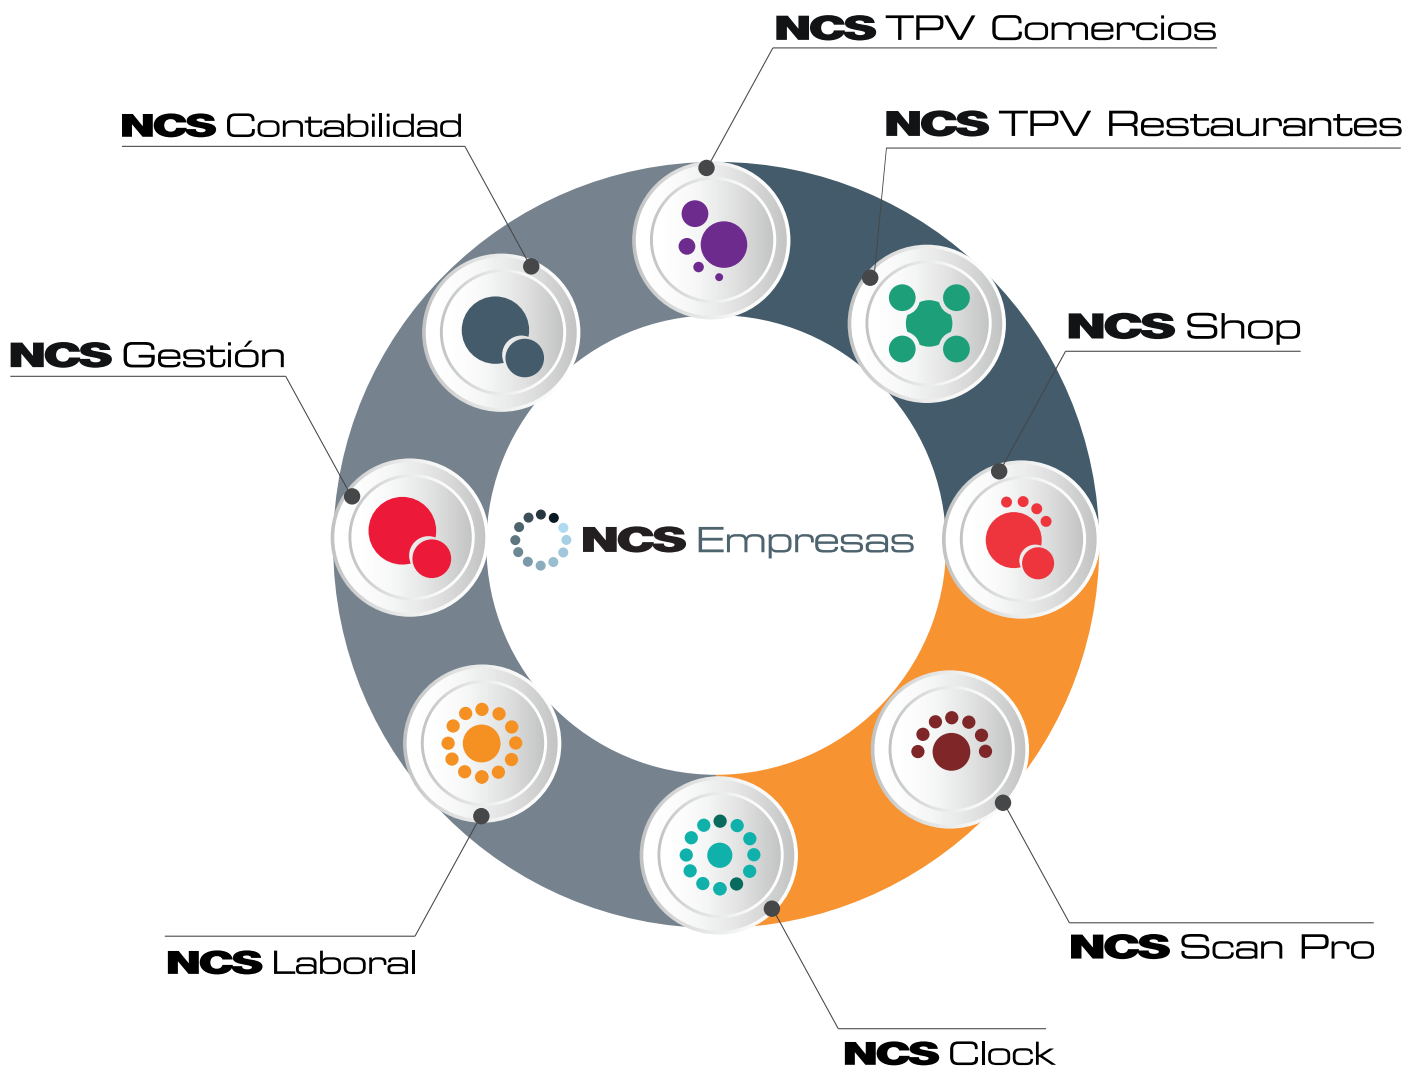 NCS TPV Comercios
NCS Contabilidad
NCS TPV Restaurantes
NCS Shop
NCS Gestión
NCS Empresas
NCS Laboral
NCS Scan Pro
NCS Clock